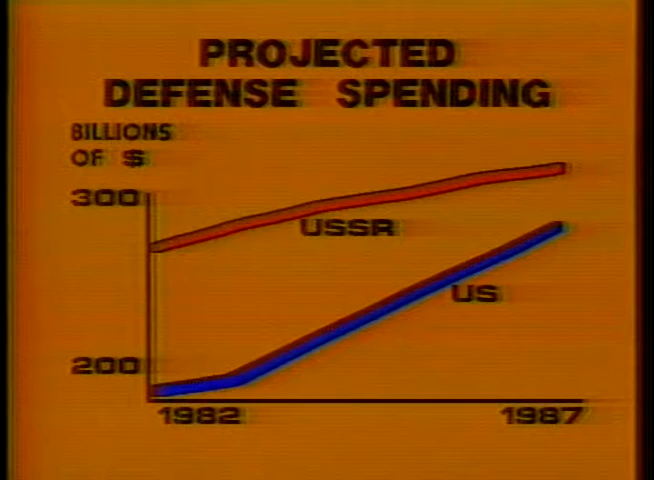 PROJECTED
DEFENSE SPENDING
BILLIONS
OF $
300
USSR
US
200
1982 1987